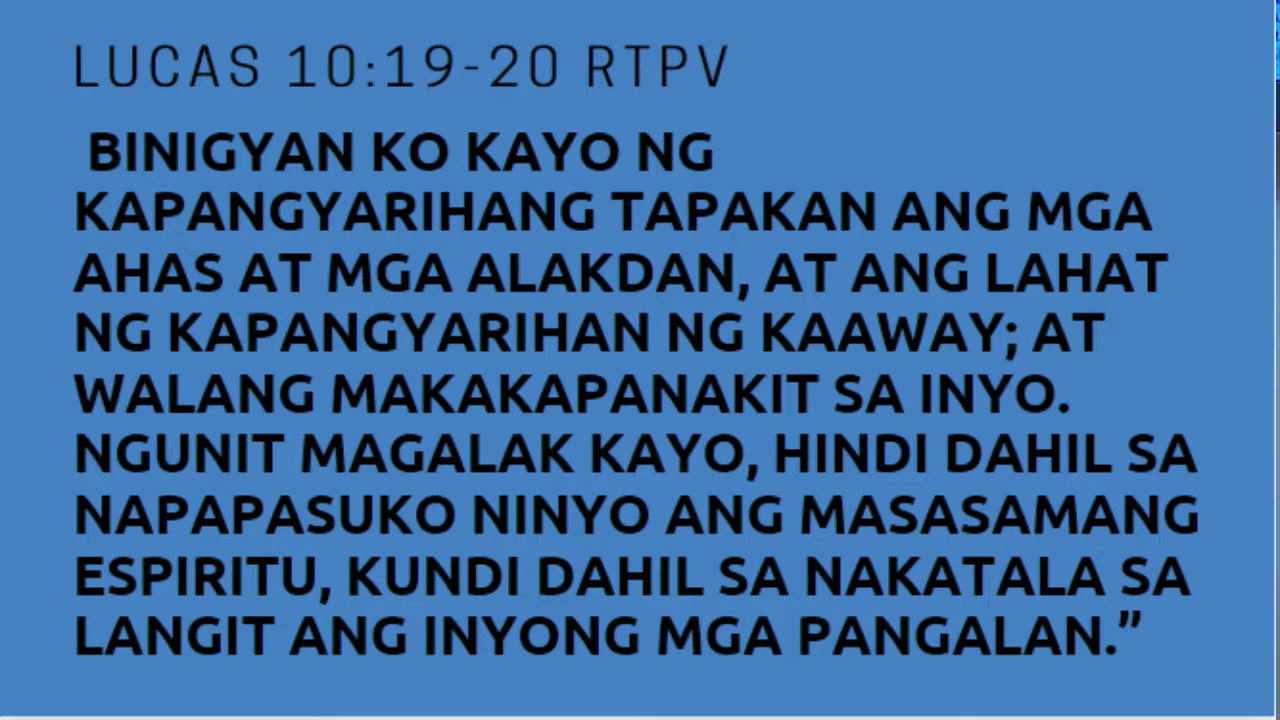 LUCAS 10:19-20 RTPV
BINIGYAN KO KAYO NG
KAPANGYARIHANG TAPAKAN ANG MGA
AHAS AT MGA ALAKDAN, AT ANG LAHAT
NG KAPANGYARIHAN NG KAAWAY; AT
WALANG MAKAKAPANAKIT SA INYO.
NGUNIT MAGALAK KAYO, HINDI DAHIL SA
NAPAPASUKO NINYO ANG MASASAMANG
ESPIRITU, KUNDI DAHIL SA NAKATALA SA
LANGIT ANG INYONG MGA PANGALAN.”